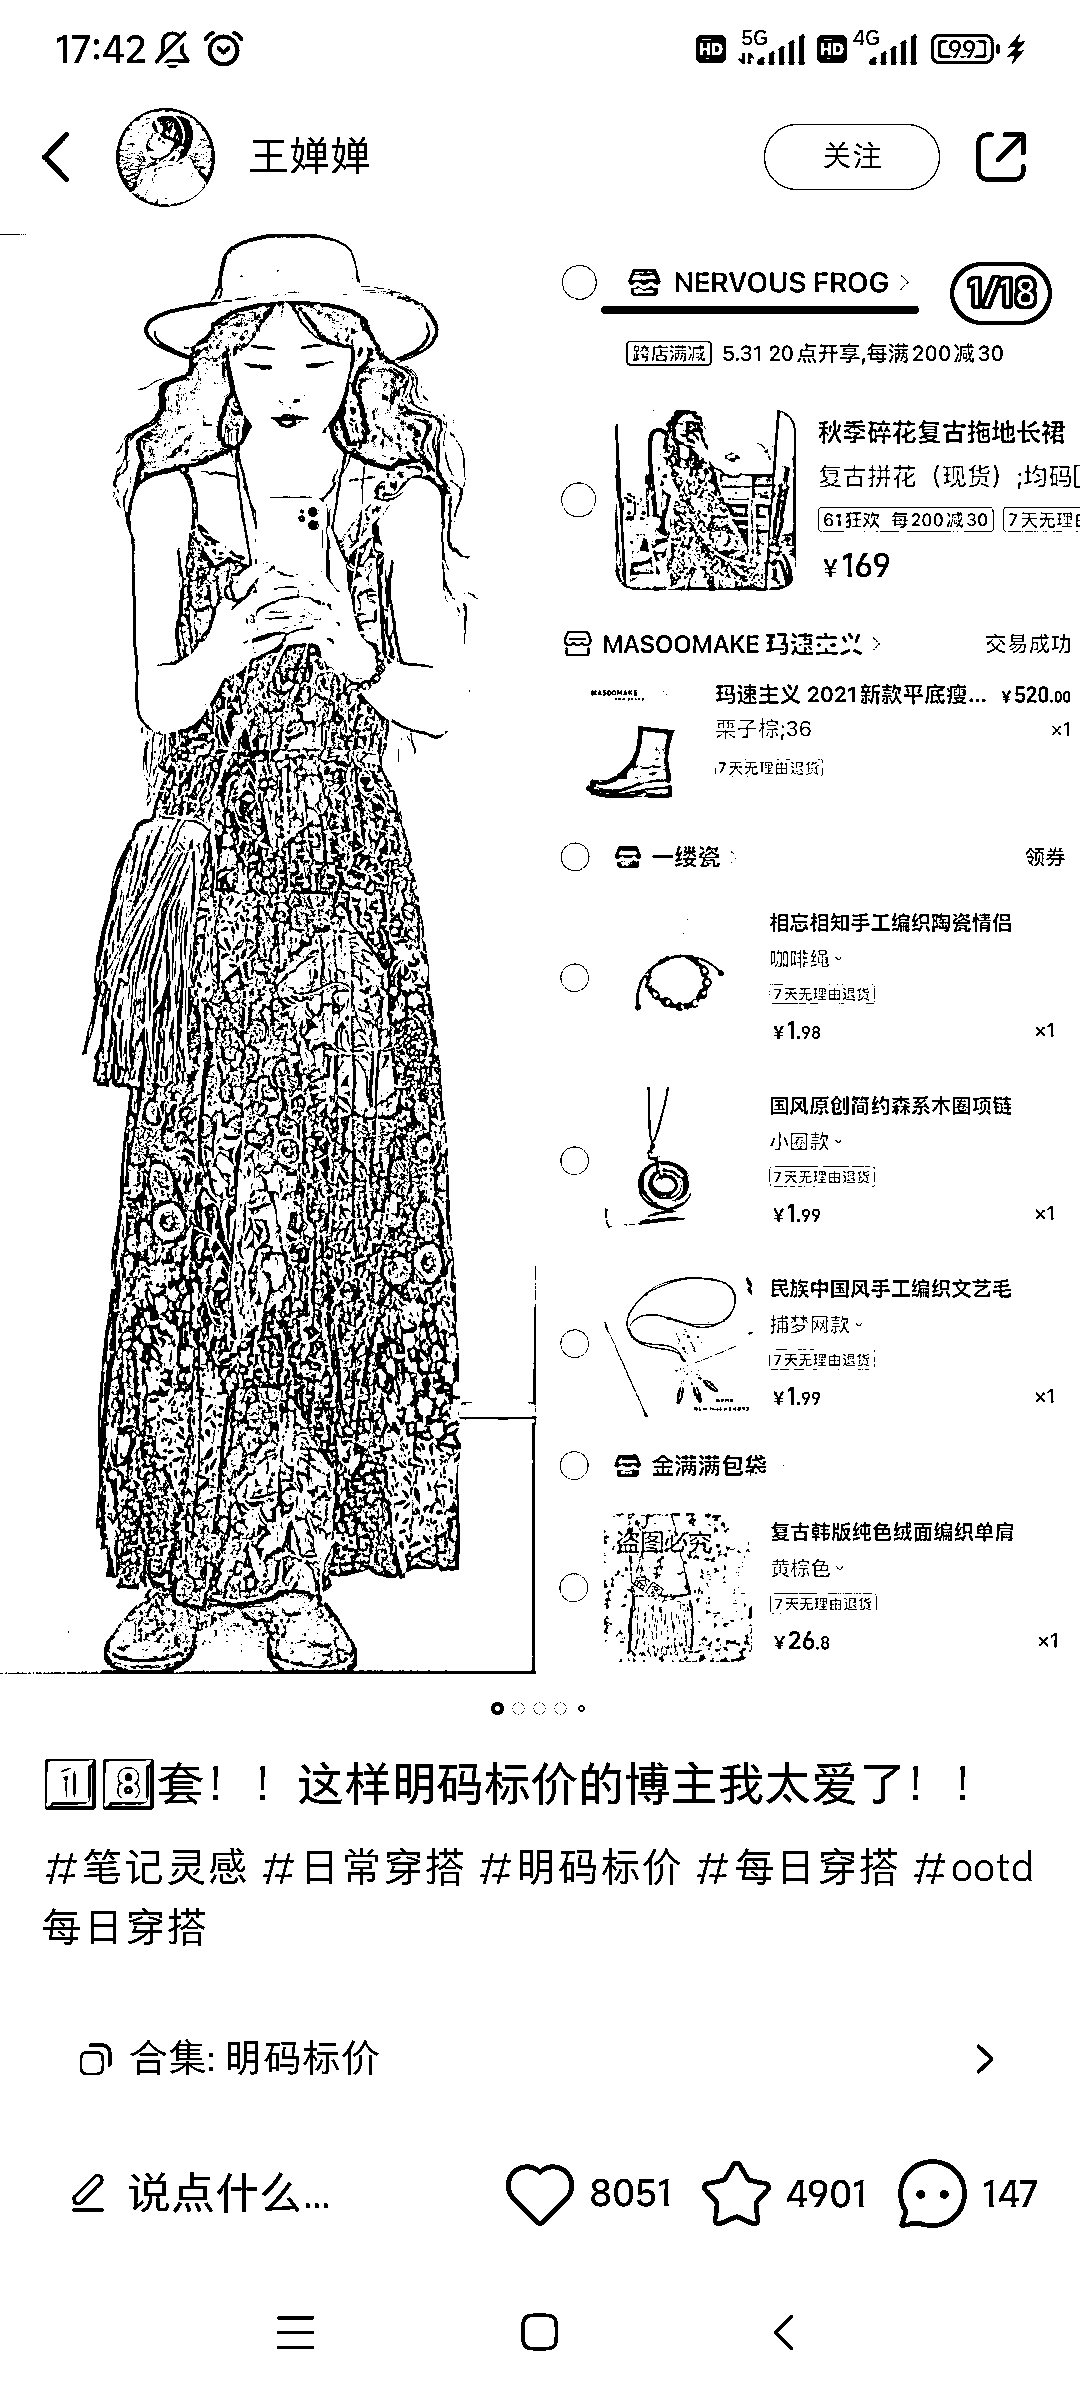 17:42 HD 5G HD 4G 99
王婵婵 关注
NERVOUS FROG 1/18
跨店满减 5.31 20点开享,每满200减30
秋季碎花复古拖地长裙
复古拼花（现货）;均码
61狂欢 每200减30 7天无理由
¥169
MASOOMAKE 玛速主义 交易成功
MASOOMAKE
玛速主义 2021新款平底瘦... ¥520.00
栗子棕;36 ×1
7天无理由退货
一缕瓷 领券
相忘相知手工编织陶瓷情侣
咖啡绳
7天无理由退货
¥1.98 ×1
国风原创简约森系木圈项链
小圈款
7天无理由退货
¥1.99 ×1
民族中国风手工编织文艺毛
捕梦网款
7天无理由退货
¥1.99 ×1
金满满包袋
盗图必究
复古韩版纯色绒面编织单肩
黄棕色
7天无理由退货
¥26.8 ×1
18套！！这样明码标价的博主我太爱了！！
#笔记灵感 #日常穿搭 #明码标价 #每日穿搭 #ootd
每日穿搭
合集: 明码标价
说点什么... 8051 4901 147